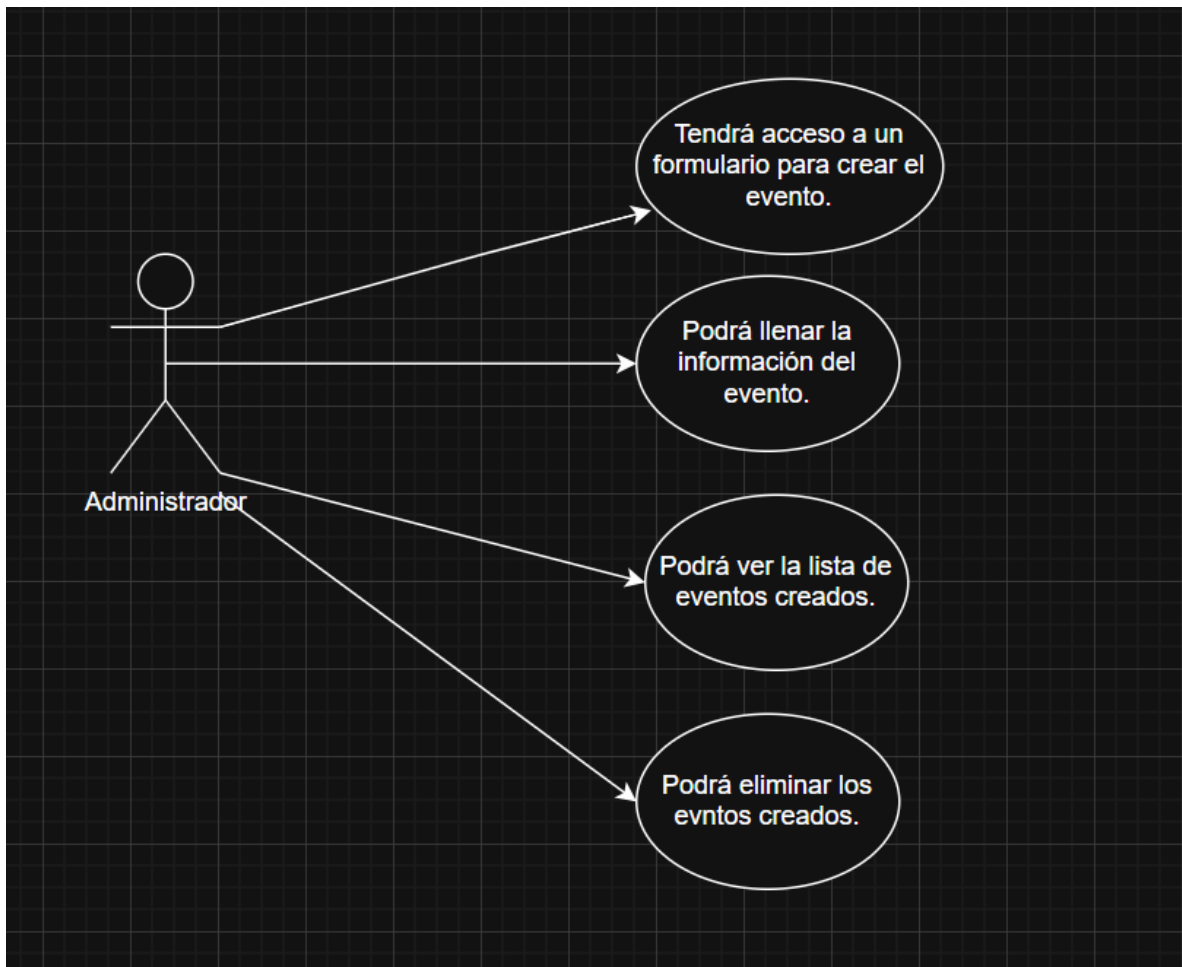 Tendrá acceso a un
formulario para crear el
evento.
Podrá llenar la
información del
evento.
Administrador
Podrá ver la lista de
eventos creados.
Podrá eliminar los
evntos creados.